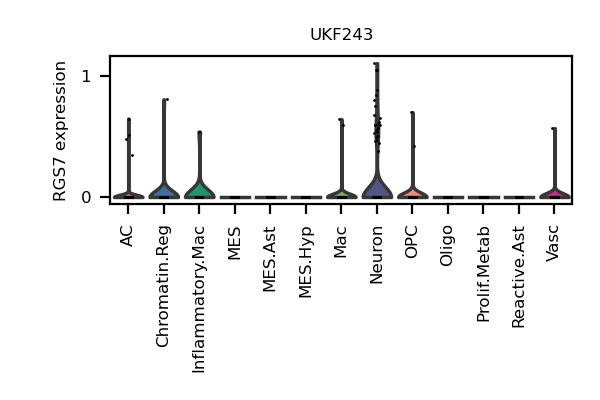 UKF243
RGS7 expression
1
0
AC
Chromatin.Reg
Inflammatory.Mac
MES
MES.Ast
MES.Hyp
Mac
Neuron
OPC
Oligo
Prolif.Metab
Reactive.Ast
Vasc